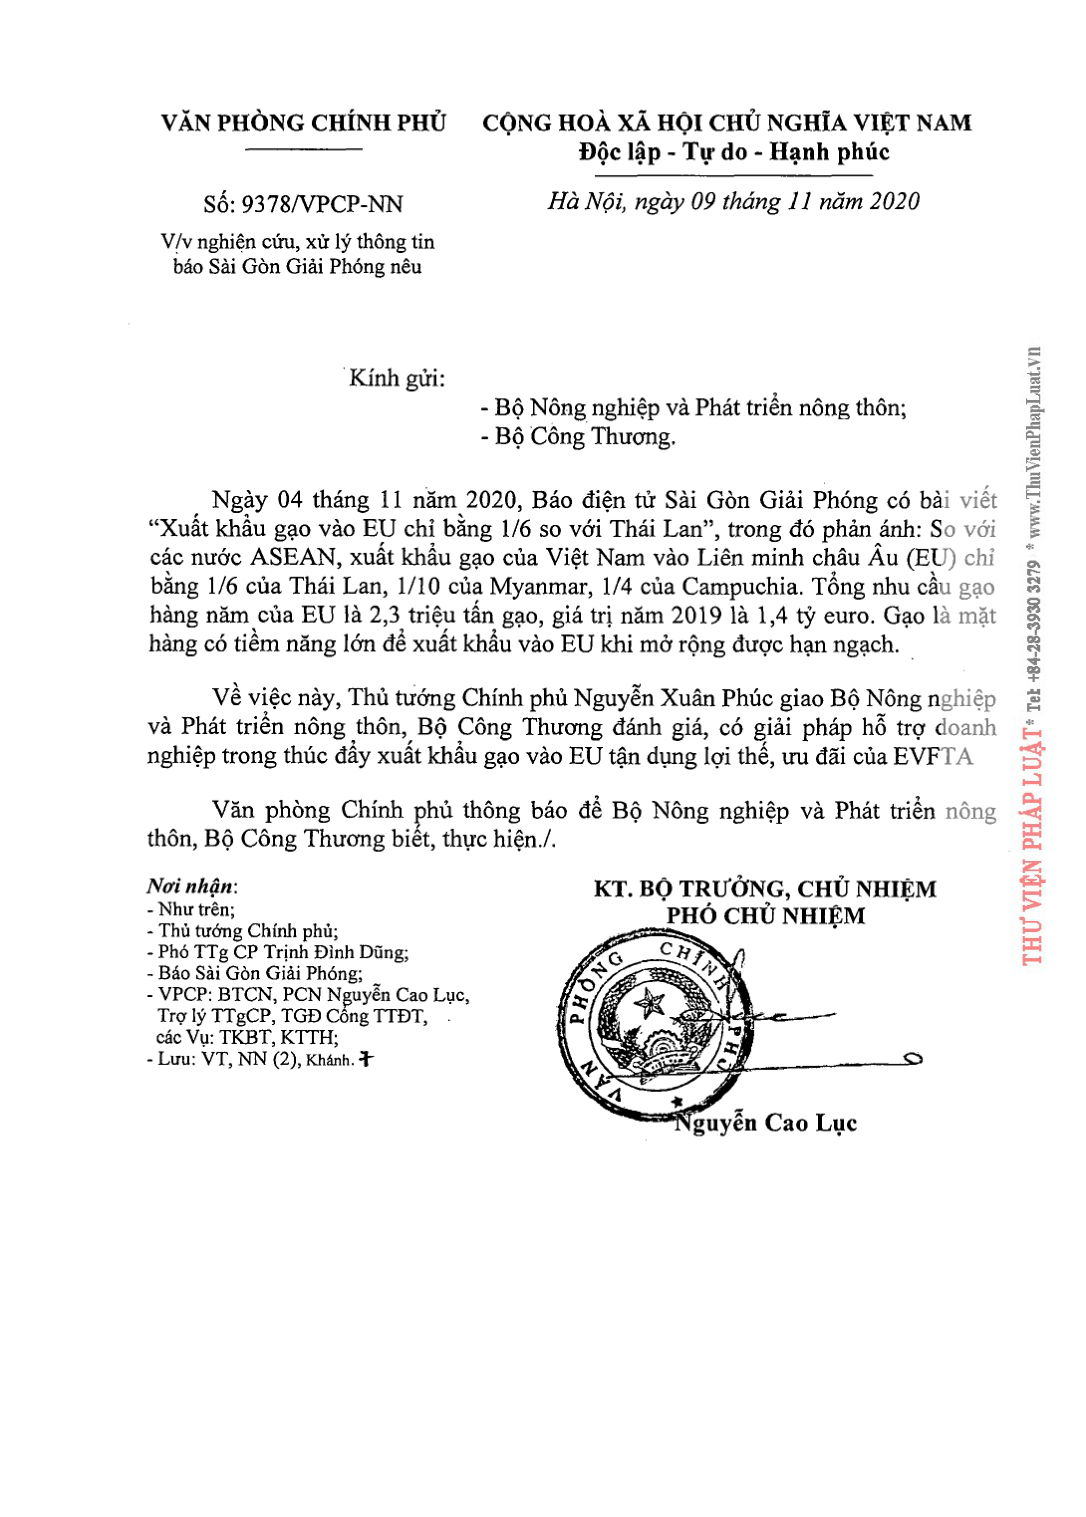 VĂN PHÒNG CHÍNH PHỦ
CỘNG HOÀ XÃ HỘI CHỦ NGHĨA VIỆT NAM
Độc lập - Tự do - Hạnh phúc
Số: 9378/VPCP-NN
Hà Nội, ngày 09 tháng 11 năm 2020
V/v nghiên cứu, xử lý thông tin
báo Sài Gòn Giải Phóng nêu
Kính gửi:
- Bộ Nông nghiệp và Phát triển nông thôn;
- Bộ Công Thương.
Ngày 04 tháng 11 năm 2020, Báo điện tử Sài Gòn Giải Phóng có bài viết
“Xuất khẩu gạo vào EU chỉ bằng 1/6 so với Thái Lan”, trong đó phản ánh: So với
các nước ASEAN, xuất khẩu gạo của Việt Nam vào Liên minh châu Âu (EU) chỉ
bằng 1/6 của Thái Lan, 1/10 của Myanmar, 1/4 của Campuchia. Tổng nhu cầu gạo
hàng năm của EU là 2,3 triệu tấn gạo, giá trị năm 2019 là 1,4 tỷ euro. Gạo là mặt
hàng có tiềm năng lớn để xuất khẩu vào EU khi mở rộng được hạn ngạch.
Về việc này, Thủ tướng Chính phủ Nguyễn Xuân Phúc giao Bộ Nông nghiệp
và Phát triển nông thôn, Bộ Công Thương đánh giá, có giải pháp hỗ trợ doanh
nghiệp trong thúc đẩy xuất khẩu gạo vào EU tận dụng lợi thế, ưu đãi của EVFTA
Văn phòng Chính phủ thông báo để Bộ Nông nghiệp và Phát triển nông
thôn, Bộ Công Thương biết, thực hiện./.
Nơi nhận:
- Như trên;
- Thủ tướng Chính phủ;
- Phó TTg CP Trịnh Đình Dũng;
- Báo Sài Gòn Giải Phóng;
- VPCP: BTCN, PCN Nguyễn Cao Lục,
Trợ lý TTgCP, TGĐ Cổng TTĐT,
các Vụ: TKBT, KTTH;
- Lưu: VT, NN (2), Khánh.
KT. BỘ TRƯỞNG, CHỦ NHIỆM
PHÓ CHỦ NHIỆM
VĂN PHÒNG CHÍNH PHỦ
Nguyễn Cao Lục
THƯ VIỆN PHÁP LUẬT * Tel: +84-28-3930 3279 * www.ThuVienPhapLuat.vn